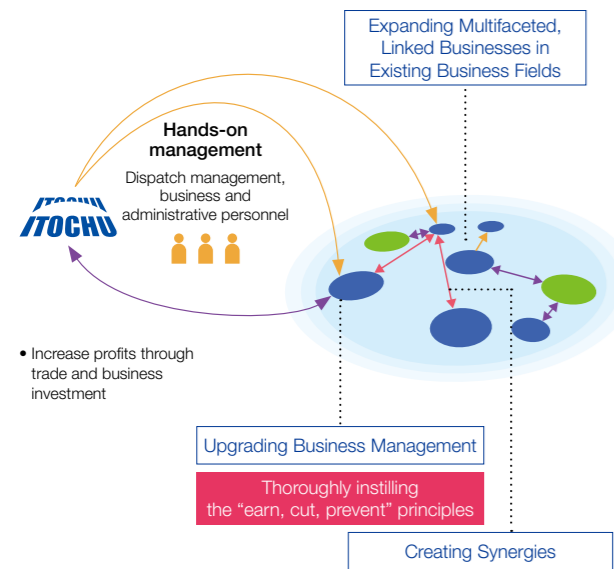 Expanding Multifaceted,
Linked Businesses in
Existing Business Fields
Hands-on
management
Dispatch management,
business and
administrative personnel
ITOCHU
ITOCHU
• Increase profits through
trade and business
investment
Upgrading Business Management
Thoroughly instilling
the “earn, cut, prevent” principles
Creating Synergies